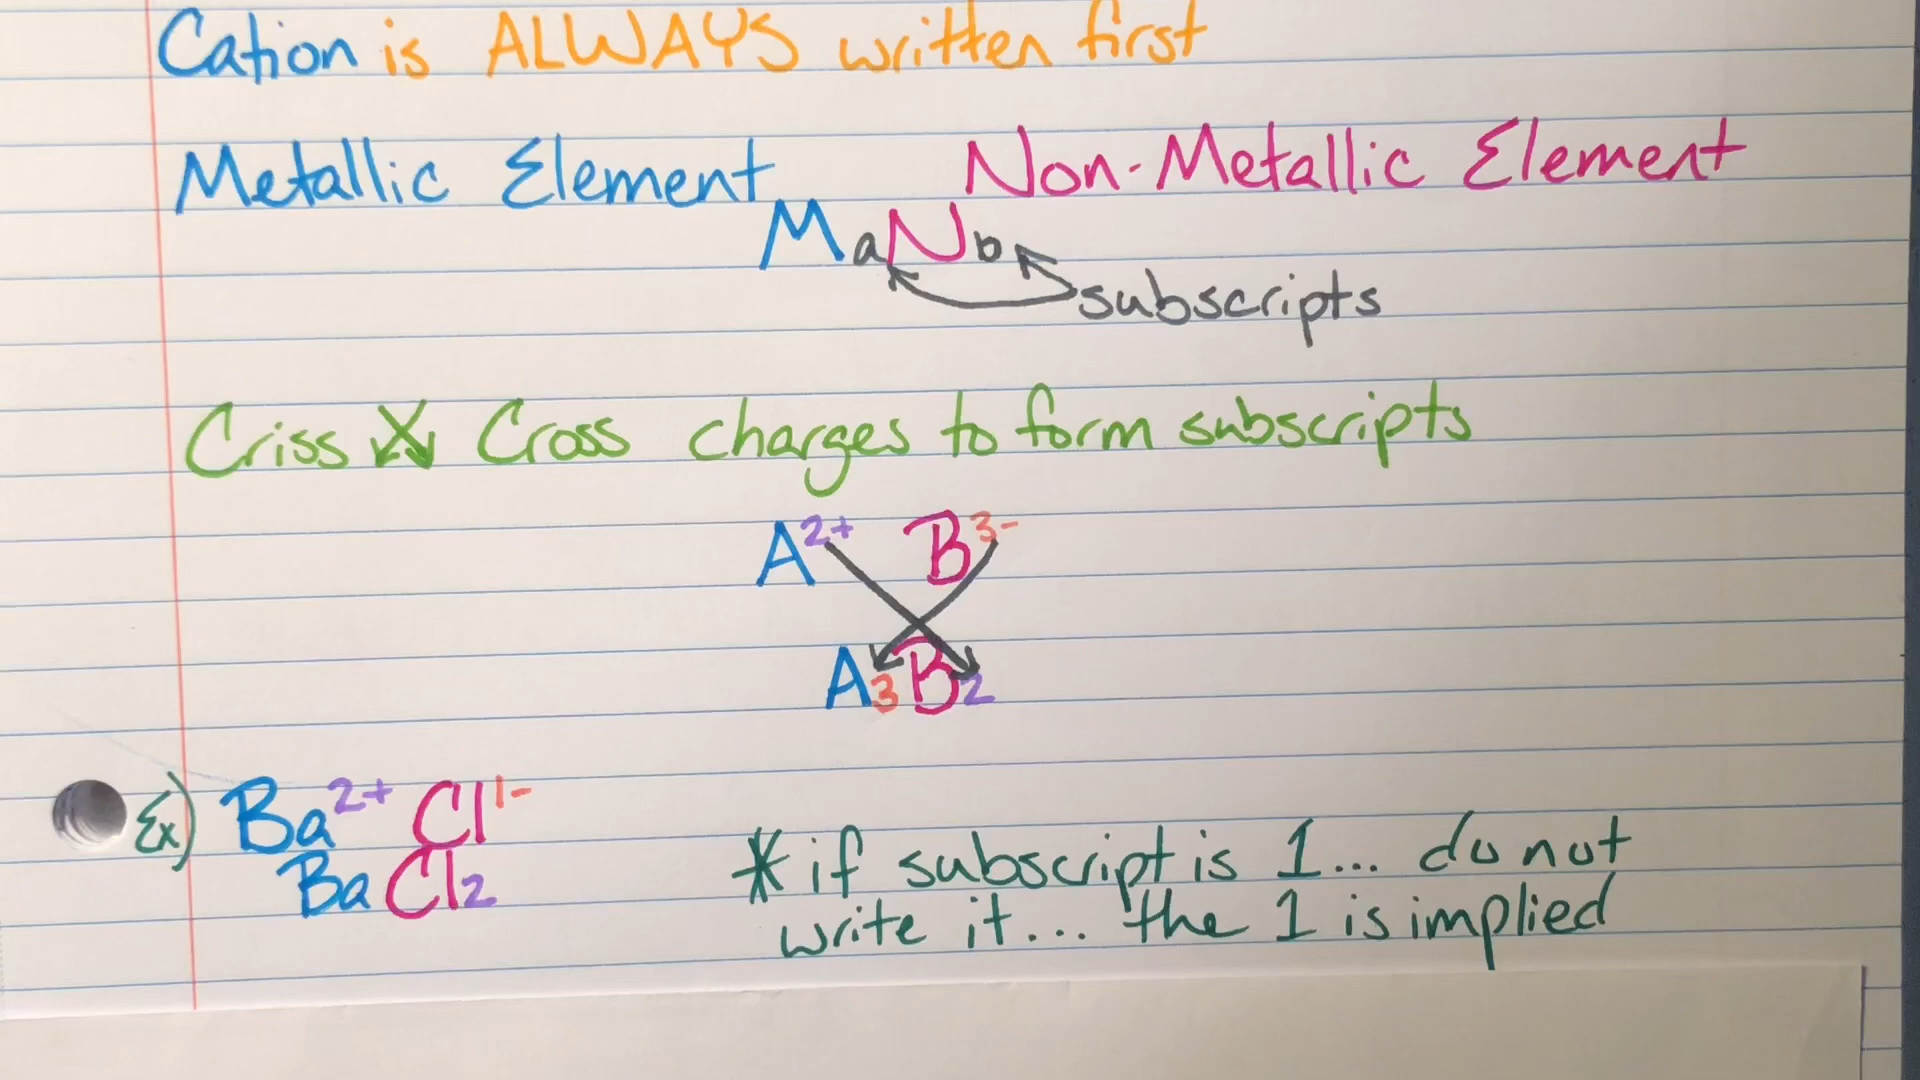 Cation is ALWAYS written first
Metallic Element Non-Metallic Element
MaNb
subscripts
Criss Cross charges to form subscripts
A2+ B3-
A3B2
Ex) Ba2+ Cl1-
BaCl2
* if subscript is 1... do not
write it... the 1 is implied